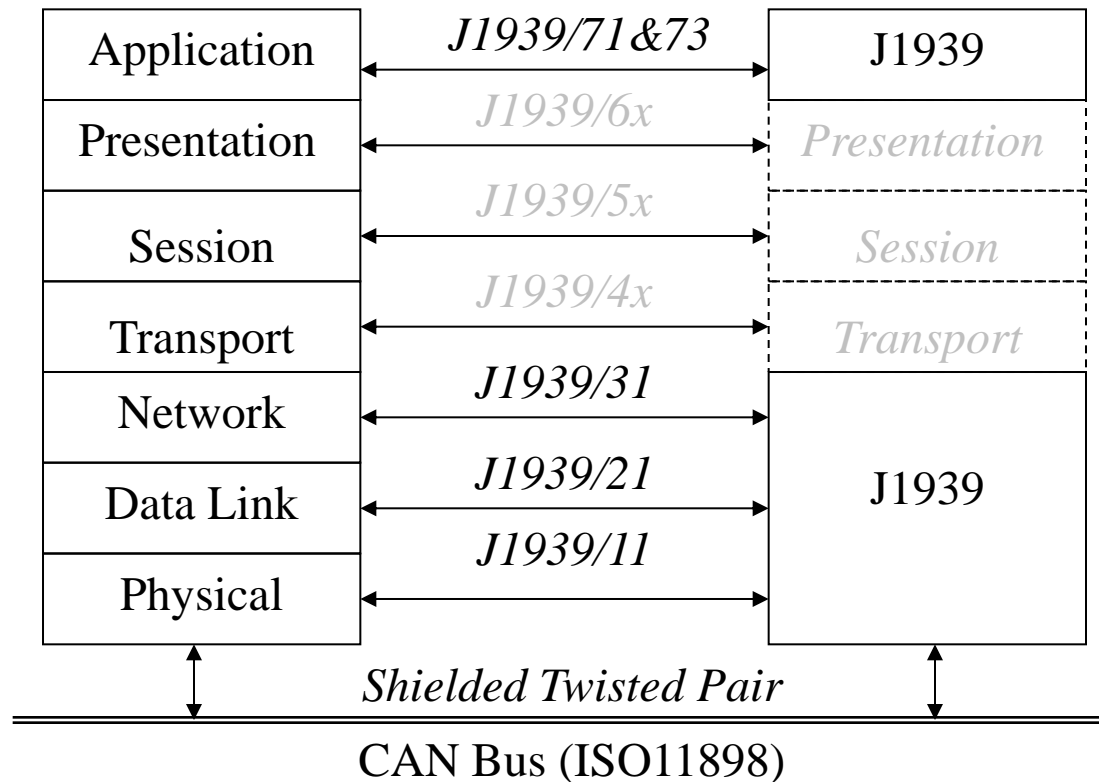 Application
J1939/71&73
J1939
Presentation
J1939/6x
Presentation
Session
J1939/5x
Session
Transport
J1939/4x
Transport
Network
J1939/31
Data Link
J1939/21
J1939
Physical
J1939/11
Shielded Twisted Pair
CAN Bus (ISO11898)